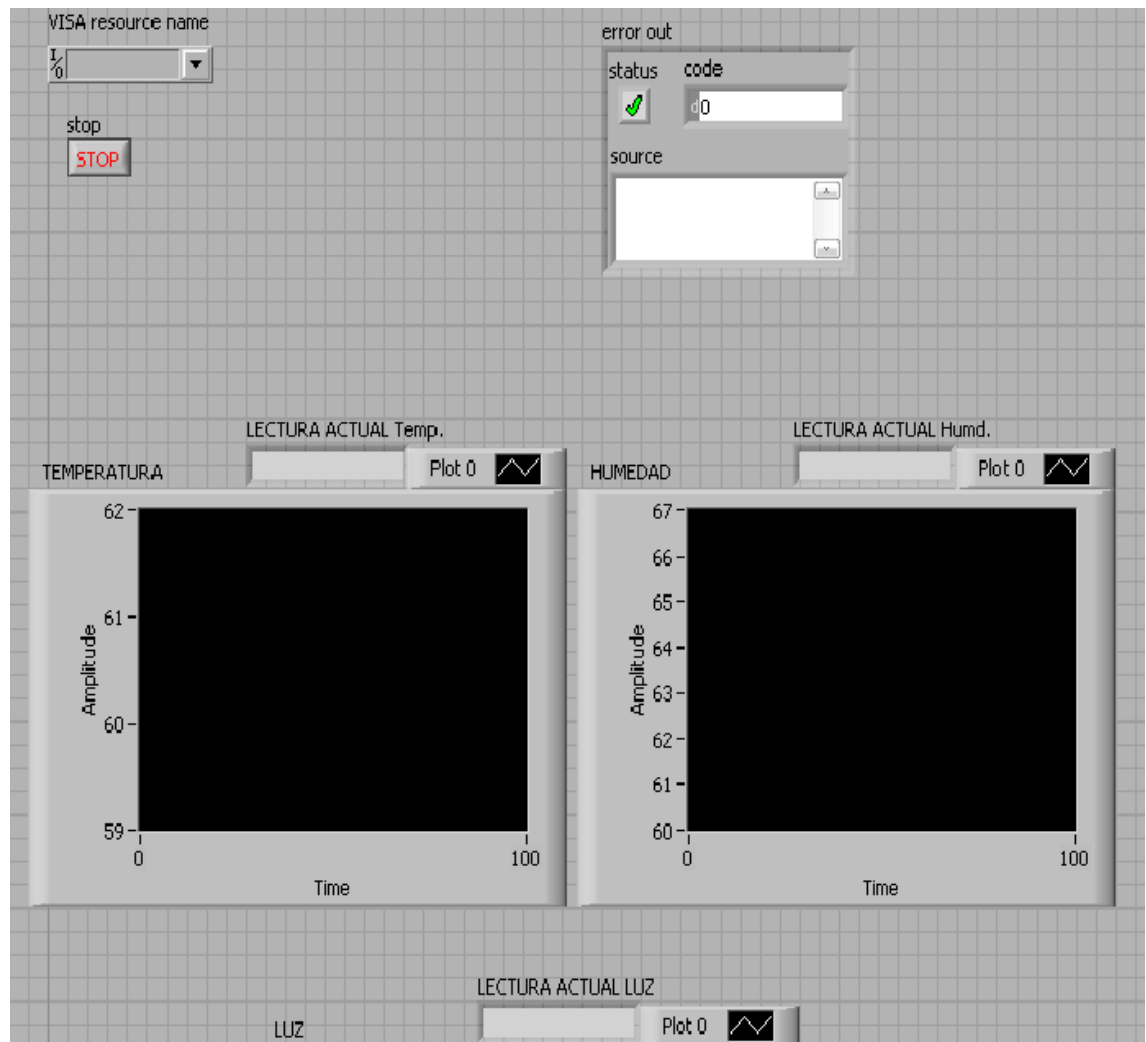 VISA resource name
I/O
stop
STOP
error out
status code
d 0
source
LECTURA ACTUAL Temp.
TEMPERATURA
Plot 0
62
61
60
59
Amplitude
0 100
Time
LECTURA ACTUAL Humd.
HUMEDAD
Plot 0
67
66
65
64
63
62
61
60
Amplitude
0 100
Time
LECTURA ACTUAL LUZ
LUZ
Plot 0